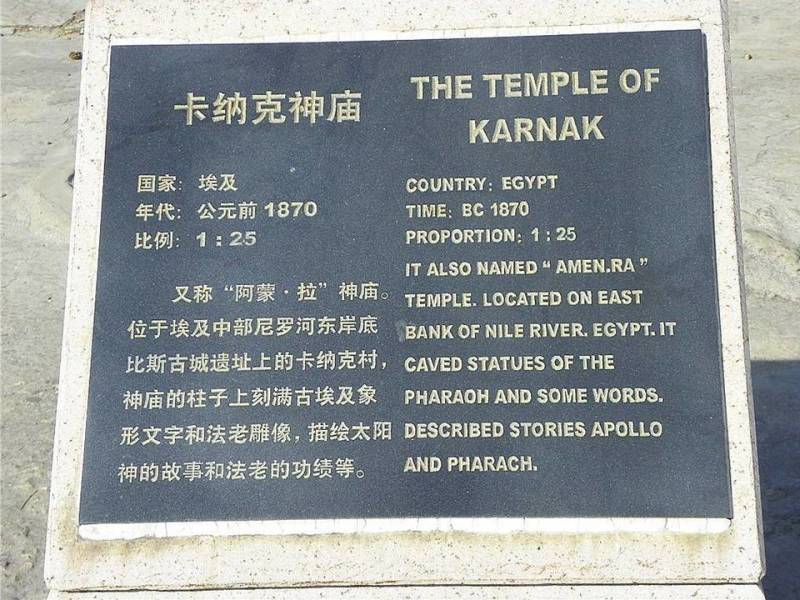 卡纳克神庙
国家：埃及
年代：公元前 1870
比例：1 : 25
又称“阿蒙·拉”神庙。
位于埃及中部尼罗河东岸底
比斯古城遗址上的卡纳克村，
神庙的柱子上刻满古埃及象
形文字和法老雕像，描绘太阳
神的故事和法老的功绩等。
THE TEMPLE OF
KARNAK
COUNTRY: EGYPT
TIME: BC 1870
PROPORTION: 1 : 25
IT ALSO NAMED “ AMEN.RA ”
TEMPLE. LOCATED ON EAST
BANK OF NILE RIVER. EGYPT. IT
CAVED STATUES OF THE
PHARAOH AND SOME WORDS.
DESCRIBED STORIES APOLLO
AND PHARACH.